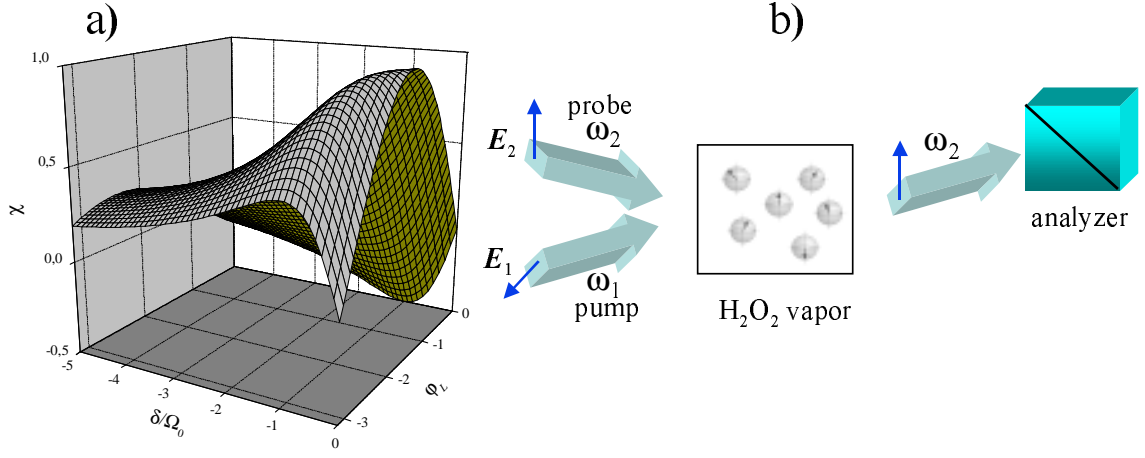 a)
b)
1,0
0,5
0,0
-0,5
χ
-5
-4
-3
-2
-1
0
δ/Ω₀
-3
-2
-1
0
φ_L
probe
ω₂
E₂
E₁
ω₁
pump
H₂O₂ vapor
ω₂
analyzer